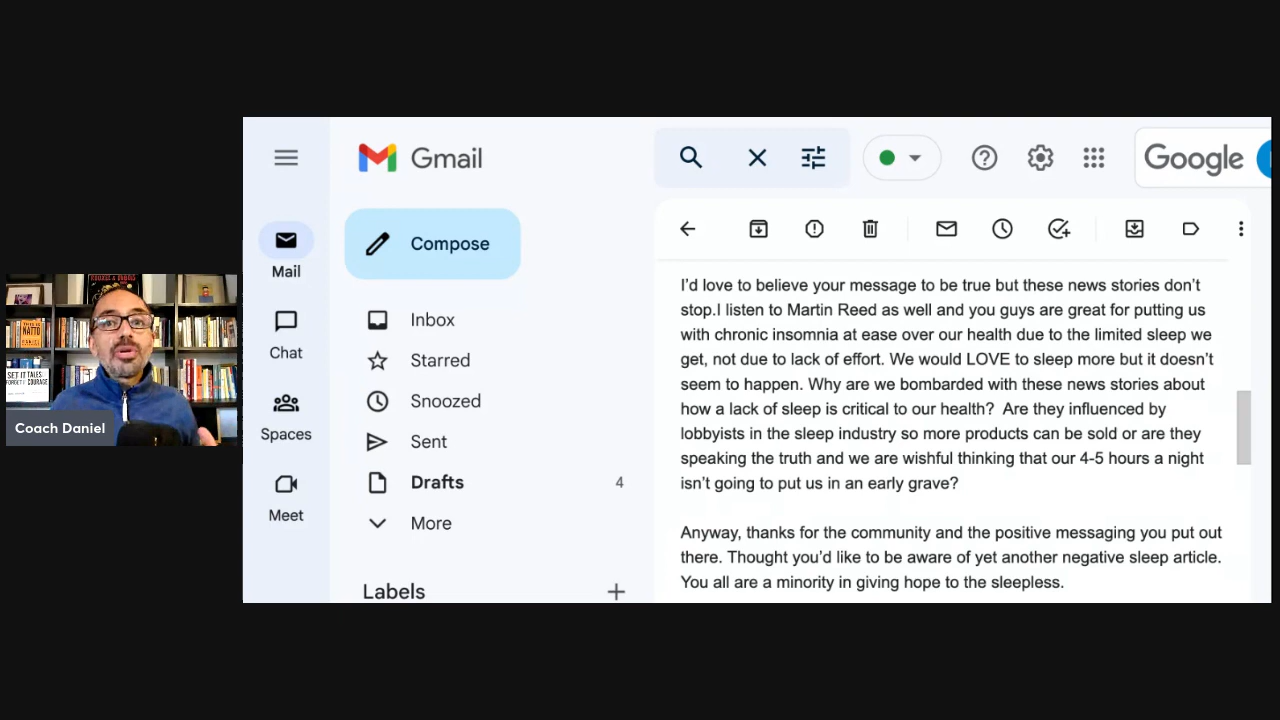 Gmail
Google
Compose
Mail
Chat
Spaces
Meet
Inbox
Starred
Snoozed
Sent
Drafts
4
More
Labels
I'd love to believe your message to be true but these news stories don't
stop.I listen to Martin Reed as well and you guys are great for putting us
with chronic insomnia at ease over our health due to the limited sleep we
get, not due to lack of effort. We would LOVE to sleep more but it doesn't
seem to happen. Why are we bombarded with these news stories about
how a lack of sleep is critical to our health?  Are they influenced by
lobbyists in the sleep industry so more products can be sold or are they
speaking the truth and we are wishful thinking that our 4-5 hours a night
isn't going to put us in an early grave?
Anyway, thanks for the community and the positive messaging you put out
there. Thought you'd like to be aware of yet another negative sleep article.
You all are a minority in giving hope to the sleepless.
NATTO
SET IT
TALES
COURAGE
Coach Daniel